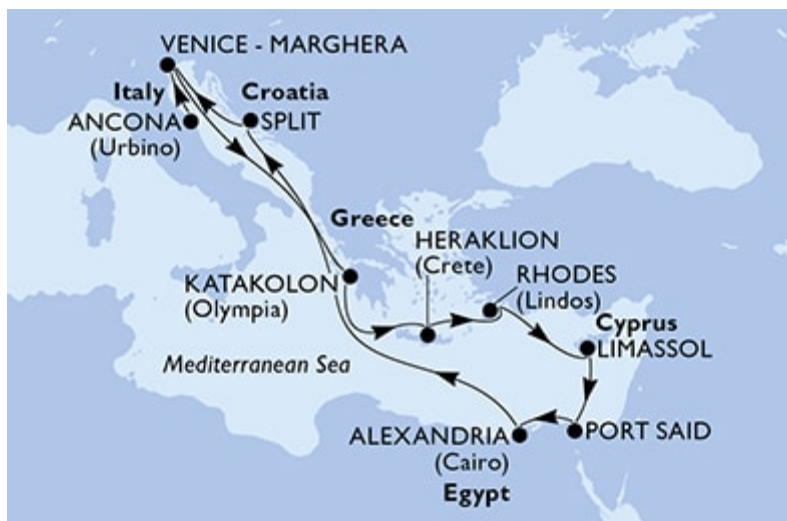 VENICE - MARGHERA
Italy
Croatia
ANCONA
(Urbino)
SPLIT
Greece
HERAKLION
(Crete)
KATAKOLON
(Olympia)
RHODES
(Lindos)
Cyprus
LIMASSOL
Mediterranean Sea
ALEXANDRIA
(Cairo)
PORT SAID
Egypt